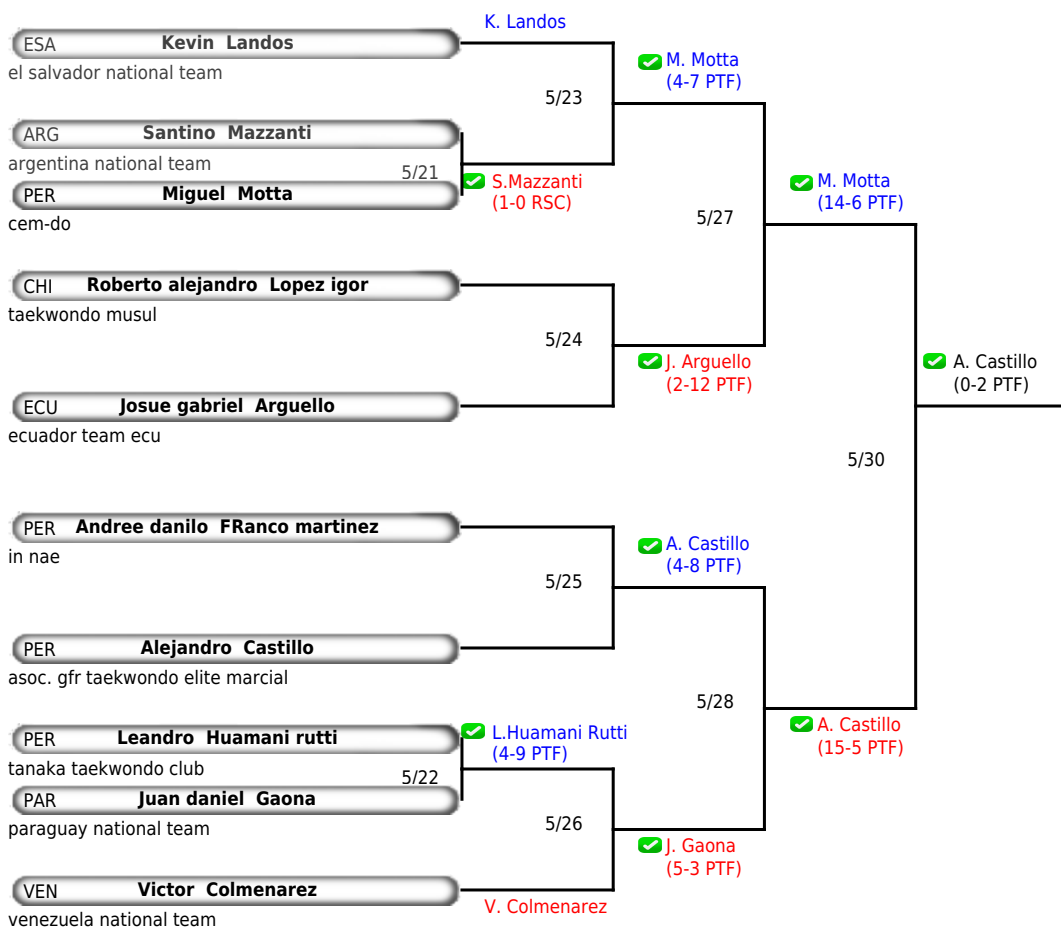 K. Landos
ESA Kevin Landos
el salvador national team
M. Motta
(4-7 PTF)
5/23
ARG Santino Mazzanti
argentina national team
5/21
S.Mazzanti
(1-0 RSC)
PER Miguel Motta
cem-do
M. Motta
(14-6 PTF)
5/27
CHI Roberto alejandro Lopez igor
taekwondo musul
5/24
J. Arguello
(2-12 PTF)
A. Castillo
(0-2 PTF)
ECU Josue gabriel Arguello
ecuador team ecu
5/30
PER Andree danilo FRanco martinez
in nae
A. Castillo
(4-8 PTF)
5/25
PER Alejandro Castillo
asoc. gfr taekwondo elite marcial
5/28
A. Castillo
(15-5 PTF)
PER Leandro Huamani rutti
tanaka taekwondo club
L.Huamani Rutti
(4-9 PTF)
5/22
PAR Juan daniel Gaona
paraguay national team
5/26
J. Gaona
(5-3 PTF)
VEN Victor Colmenarez
venezuela national team
V. Colmenarez